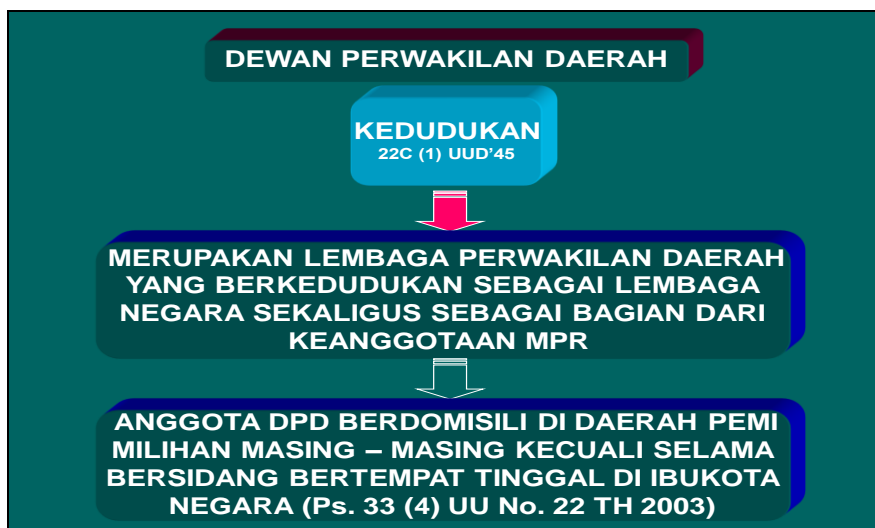 DEWAN PERWAKILAN DAERAH
KEDUDUKAN
22C (1) UUD’45
MERUPAKAN LEMBAGA PERWAKILAN DAERAH
YANG BERKEDUDUKAN SEBAGAI LEMBAGA
NEGARA SEKALIGUS SEBAGAI BAGIAN DARI
KEANGGOTAAN MPR
ANGGOTA DPD BERDOMISILI DI DAERAH PEMI
MILIHAN MASING – MASING KECUALI SELAMA
BERSIDANG BERTEMPAT TINGGAL DI IBUKOTA
NEGARA (Ps. 33 (4) UU No. 22 TH 2003)